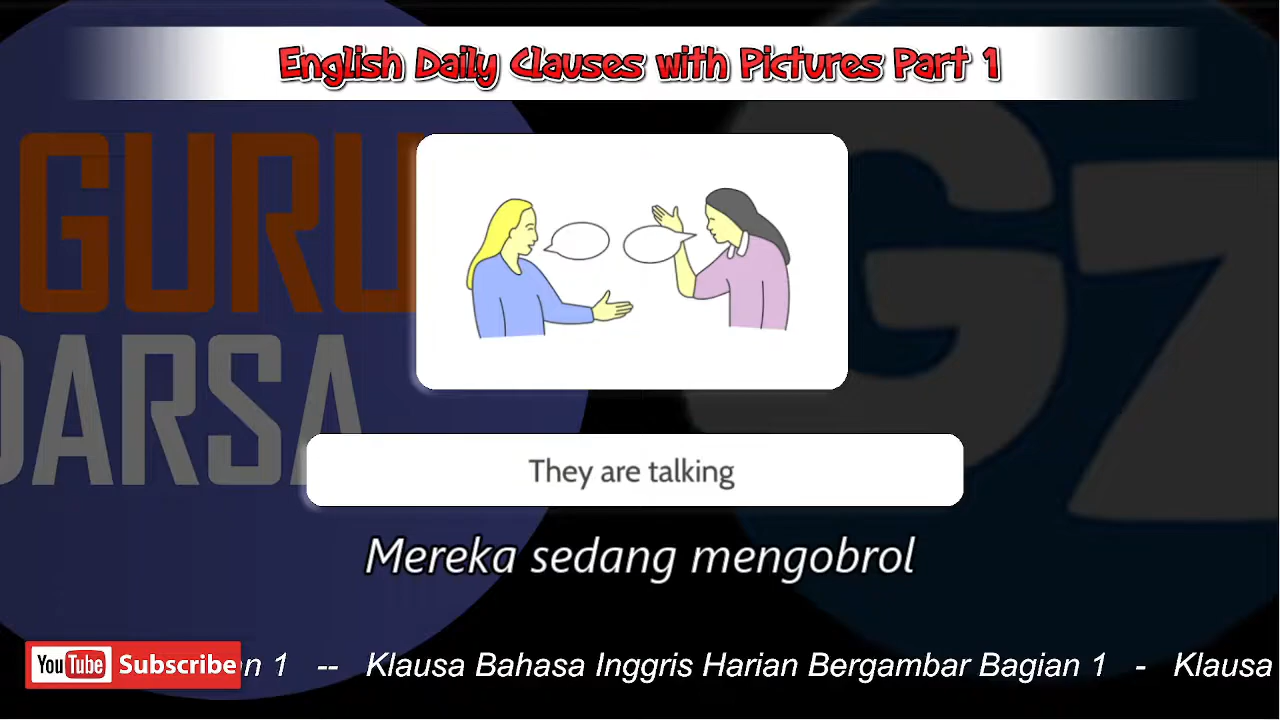 English Daily Clauses with Pictures Part 1
GURU
DARSA
GZ
They are talking
Mereka sedang mengobrol
YouTube Subscribe
n 1 -- Klausa Bahasa Inggris Harian Bergambar Bagian 1 - Klausa